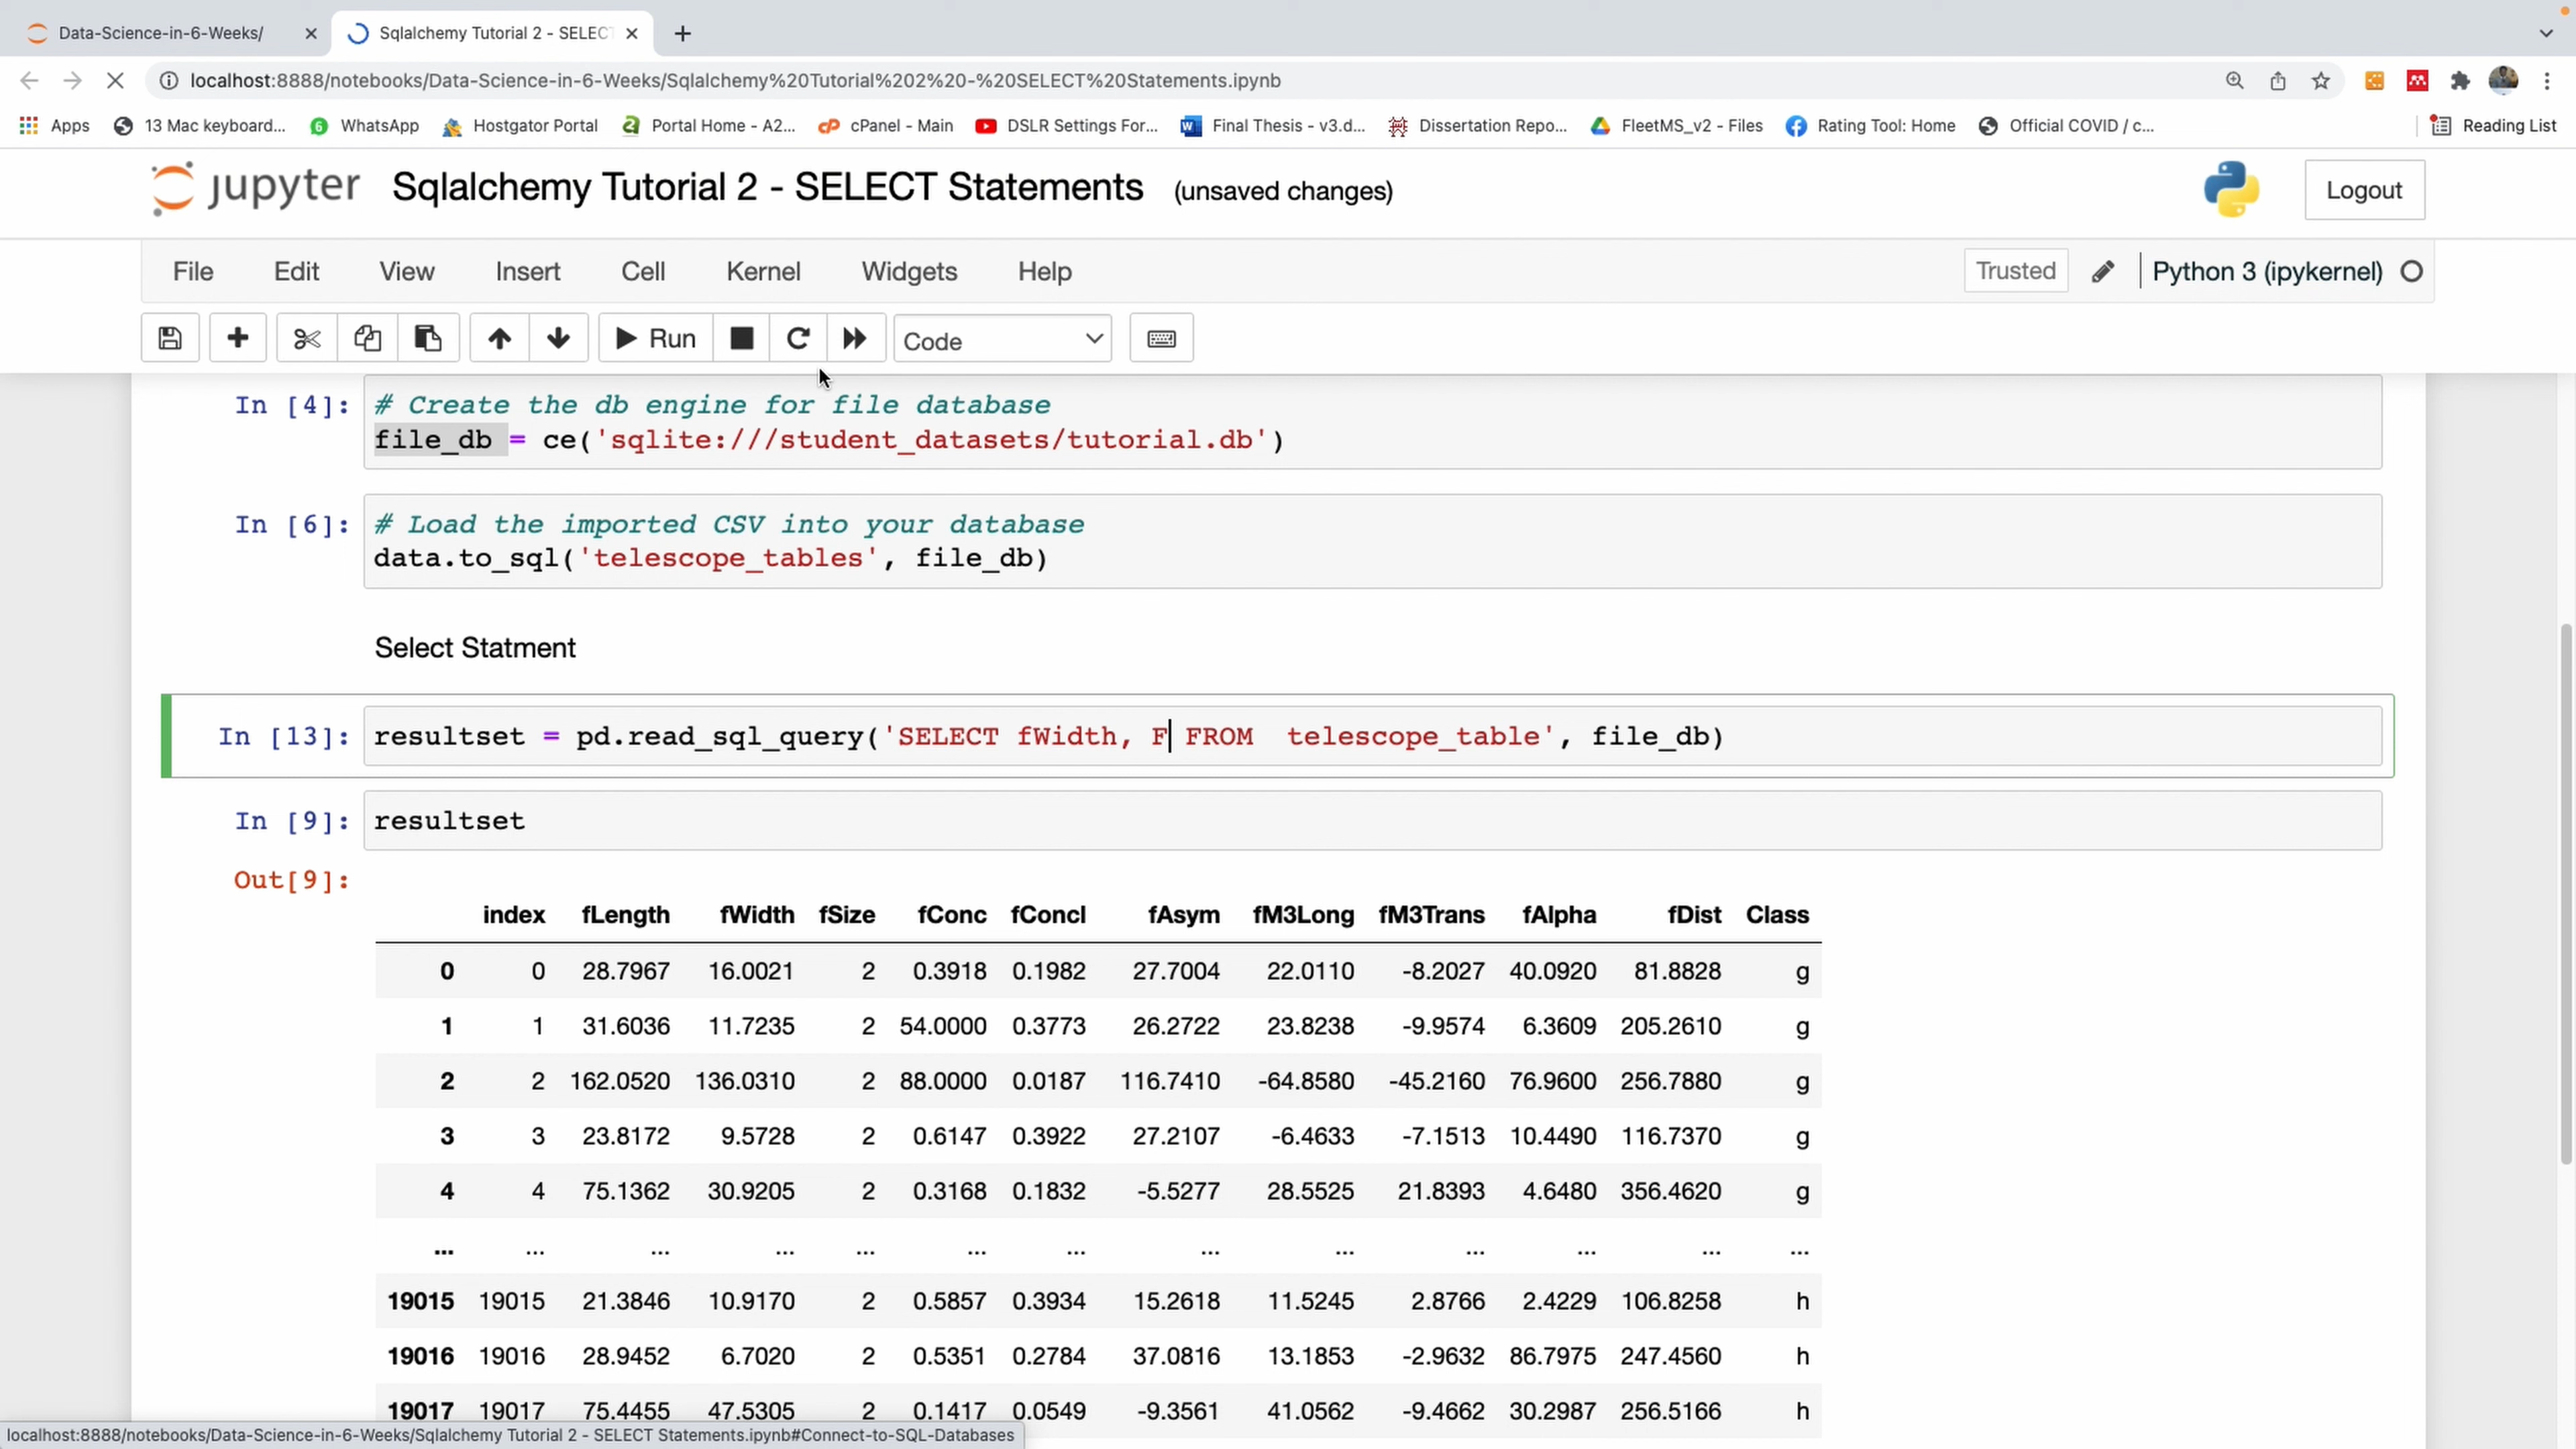 Data-Science-in-6-Weeks/
Sqlalchemy Tutorial 2 - SELEC
localhost:8888/notebooks/Data-Science-in-6-Weeks/Sqlalchemy%20Tutorial%202%20-%20SELECT%20Statements.ipynb
Apps 13 Mac keyboard... WhatsApp Hostgator Portal Portal Home - A2... cPanel - Main DSLR Settings For... Final Thesis - v3.d... Dissertation Repo... FleetMS_v2 - Files Rating Tool: Home Official COVID / c... Reading List
jupyter Sqlalchemy Tutorial 2 - SELECT Statements (unsaved changes) Logout
File Edit View Insert Cell Kernel Widgets Help Trusted Python 3 (ipykernel)
Run Code
In [4]: # Create the db engine for file database
file_db = ce('sqlite:///student_datasets/tutorial.db')
In [6]: # Load the imported CSV into your database
data.to_sql('telescope_tables', file_db)
Select Statment
In [13]: resultset = pd.read_sql_query('SELECT fWidth, F FROM  telescope_table', file_db)
In [9]: resultset
Out[9]:
index fLength fWidth fSize fConc fConcl fAsym fM3Long fM3Trans fAlpha fDist Class
0 0 28.7967 16.0021 2 0.3918 0.1982 27.7004 22.0110 -8.2027 40.0920 81.8828 g
1 1 31.6036 11.7235 2 54.0000 0.3773 26.2722 23.8238 -9.9574 6.3609 205.2610 g
2 2 162.0520 136.0310 2 88.0000 0.0187 116.7410 -64.8580 -45.2160 76.9600 256.7880 g
3 3 23.8172 9.5728 2 0.6147 0.3922 27.2107 -6.4633 -7.1513 10.4490 116.7370 g
4 4 75.1362 30.9205 2 0.3168 0.1832 -5.5277 28.5525 21.8393 4.6480 356.4620 g
... ... ... ... ... ... ... ... ... ... ... ... ...
19015 19015 21.3846 10.9170 2 0.5857 0.3934 15.2618 11.5245 2.8766 2.4229 106.8258 h
19016 19016 28.9452 6.7020 2 0.5351 0.2784 37.0816 13.1853 -2.9632 86.7975 247.4560 h
19017 19017 75.4455 47.5305 2 0.1417 0.0549 -9.3561 41.0562 -9.4662 30.2987 256.5166 h
localhost:8888/notebooks/Data-Science-in-6-Weeks/Sqlalchemy Tutorial 2 - SELECT Statements.ipynb#Connect-to-SQL-Databases